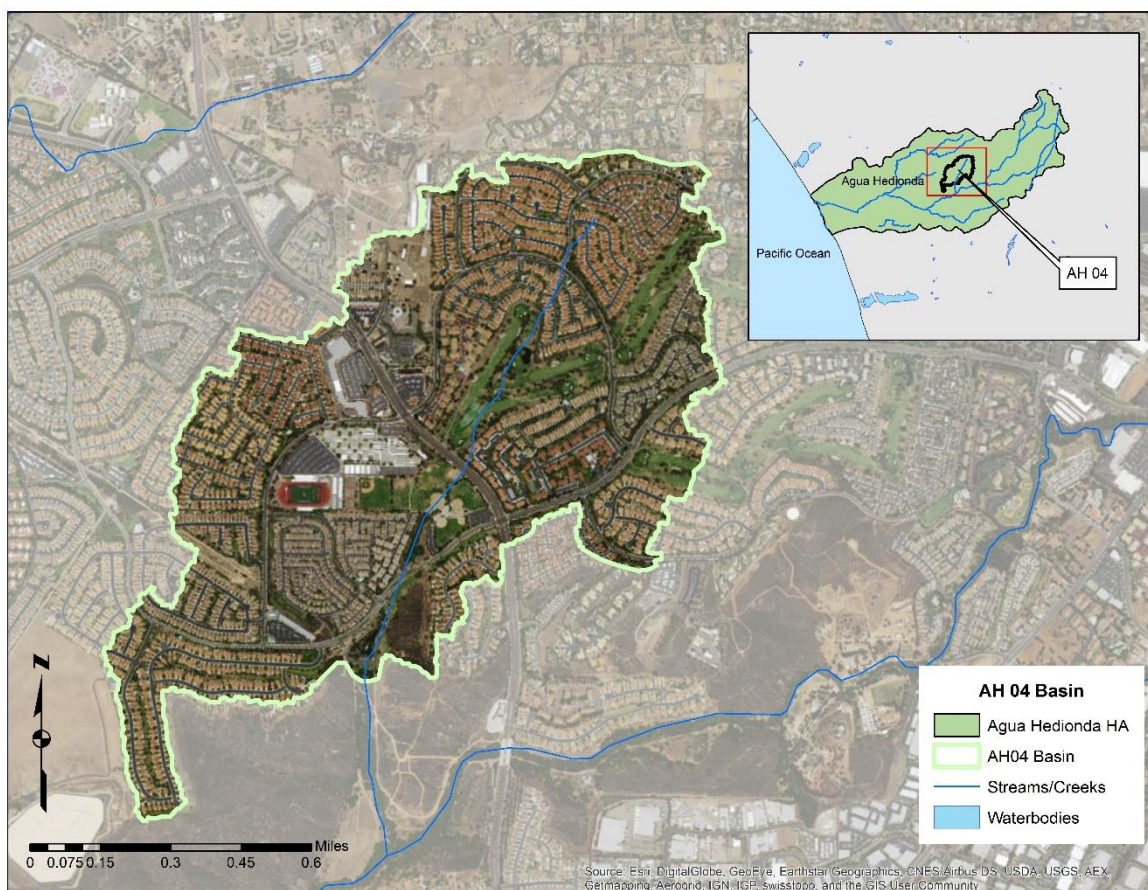 Agua Hedionda
Pacific Ocean
AH 04
N
AH 04 Basin
Agua Hedionda HA
AH04 Basin
Streams/Creeks
Waterbodies
Miles
0 0.075 0.15 0.3 0.45 0.6
Source: Esri, DigitalGlobe, GeoEye, Earthstar Geographics, CNES/Airbus DS, USDA, USGS, AEX,
Getmapping, Aerogrid, IGN, IGP, swisstopo, and the GIS User Community